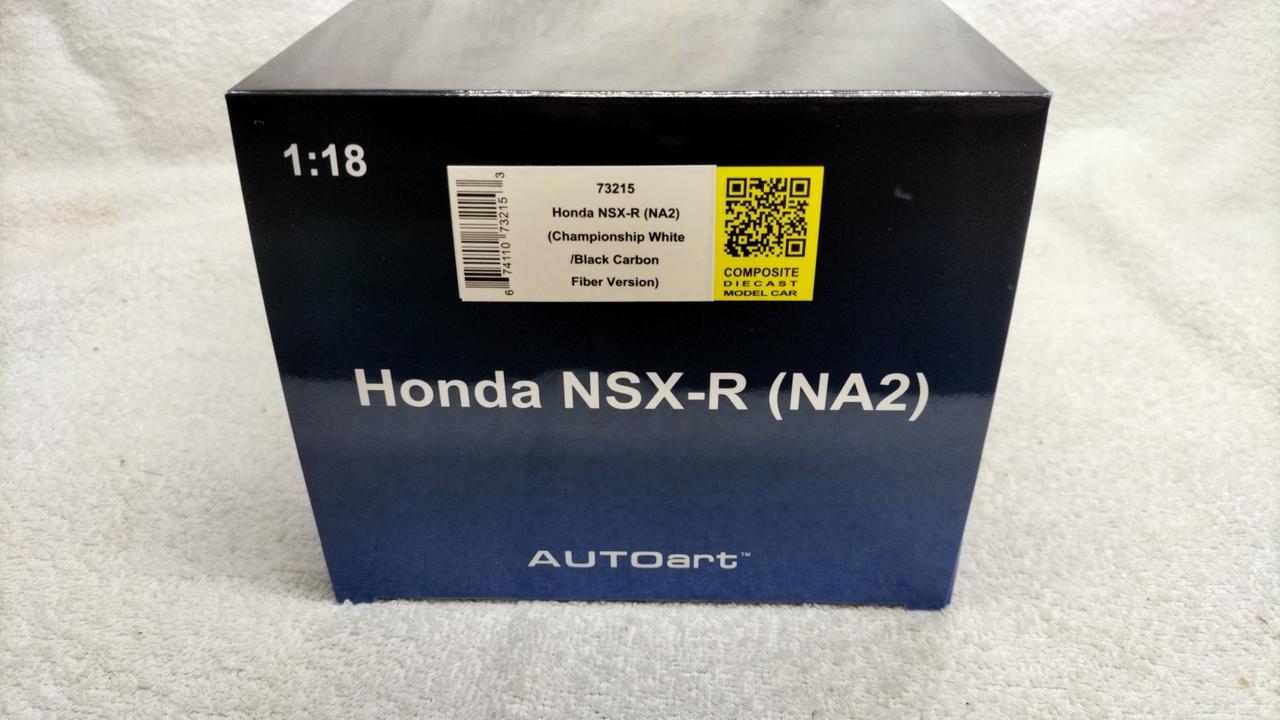 1:18
6 74110 73215 3
73215
Honda NSX-R (NA2)
(Championship White
/Black Carbon
Fiber Version)
COMPOSITE
DIECAST
MODEL CAR
Honda NSX-R (NA2)
AUTOart™